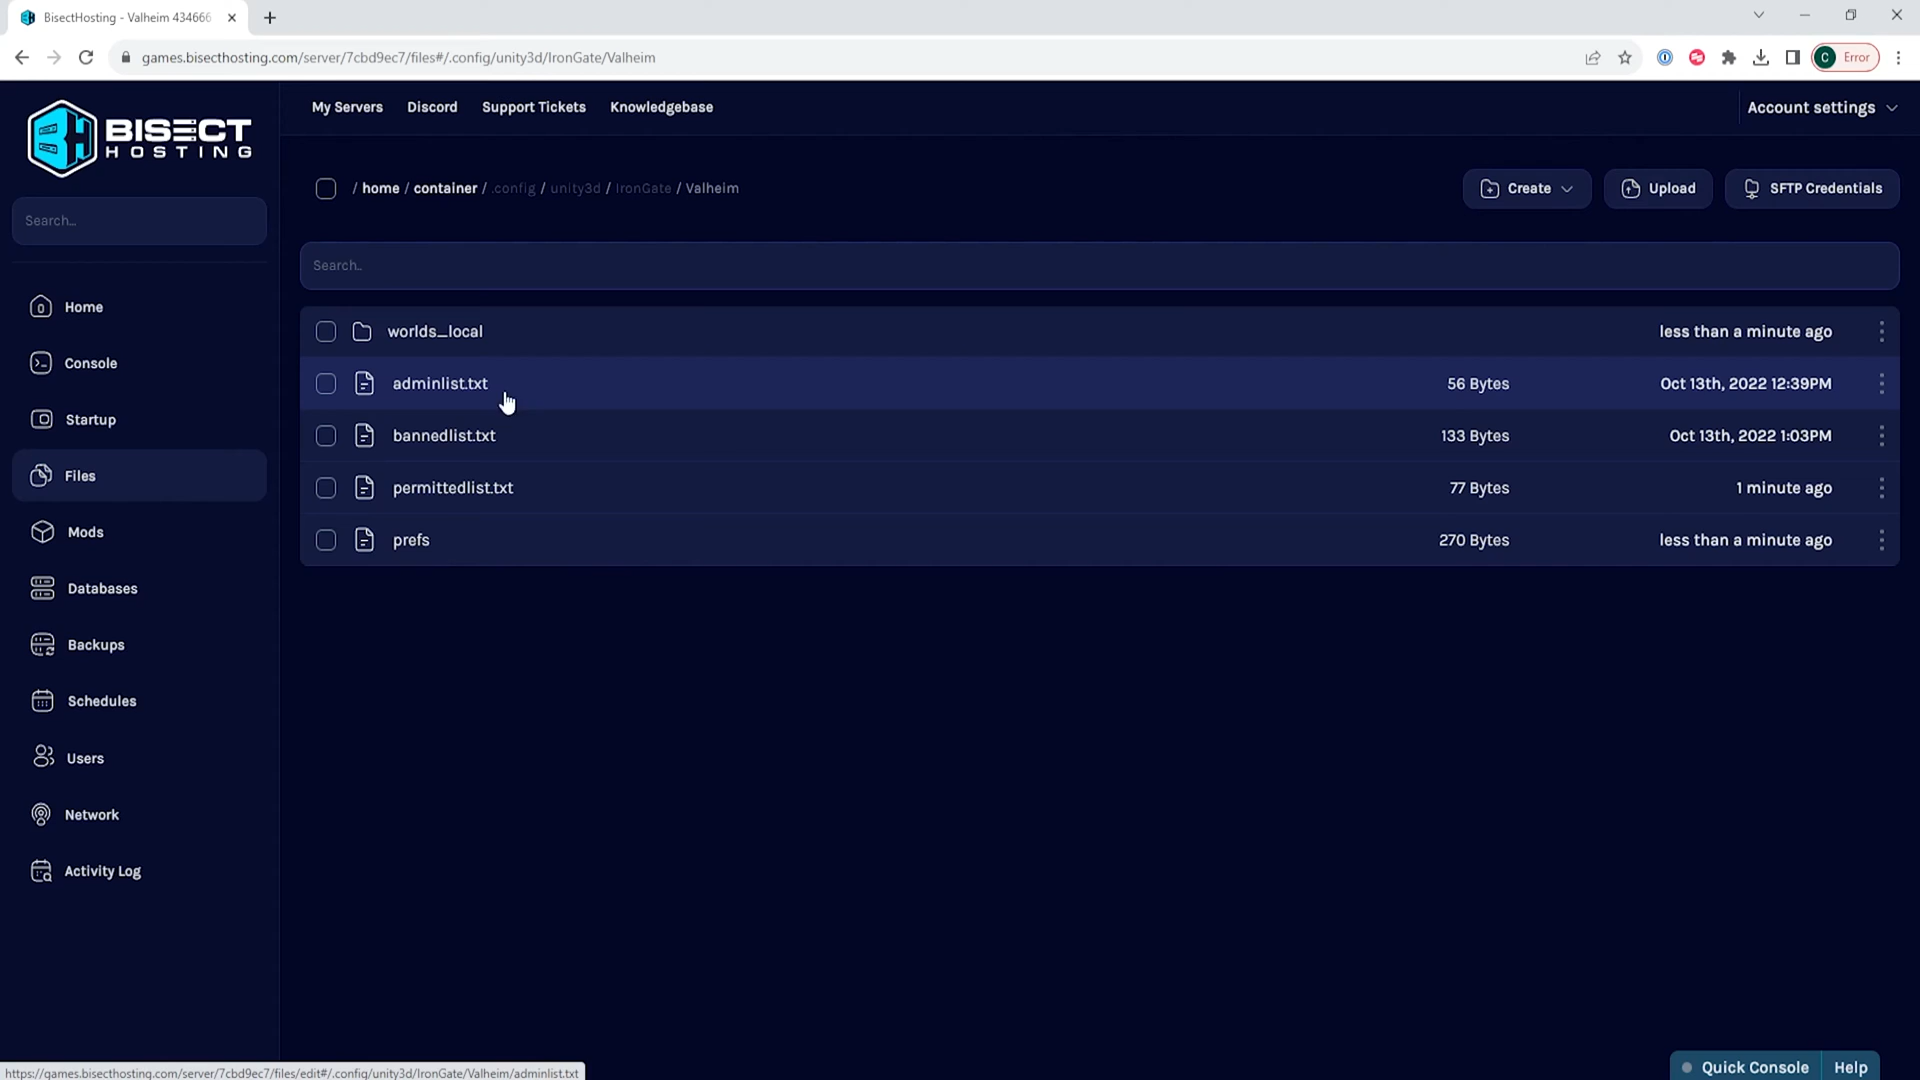 BisectHosting - Valheim 434666
games.bisecthosting.com/server/7cbd9ec7/files#/.config/unity3d/IronGate/Valheim
C Error
BISECT
HOSTING
My Servers Discord Support Tickets Knowledgebase
Account settings
/ home / container / .config / unity3d / IronGate / Valheim
Create Upload SFTP Credentials
Search...
Search..
Home
Console
Startup
Files
Mods
Databases
Backups
Schedules
Users
Network
Activity Log
worlds_local less than a minute ago
adminlist.txt 56 Bytes Oct 13th, 2022 12:39PM
bannedlist.txt 133 Bytes Oct 13th, 2022 1:03PM
permittedlist.txt 77 Bytes 1 minute ago
prefs 270 Bytes less than a minute ago
https://games.bisecthosting.com/server/7cbd9ec7/files/edit#/.config/unity3d/IronGate/Valheim/adminlist.txt
Quick Console Help